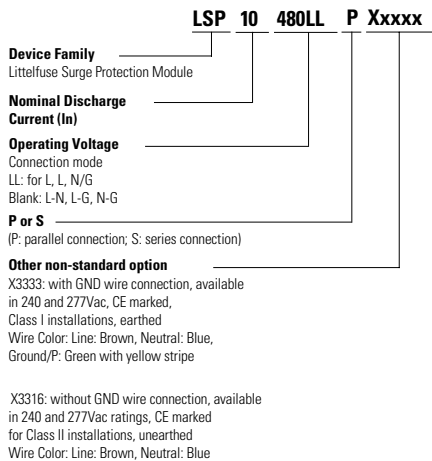 LSP 10 480LL P Xxxxx
Device Family
Littelfuse Surge Protection Module
Nominal Discharge
Current (In)
Operating Voltage
Connection mode
LL: for L, L, N/G
Blank: L-N, L-G, N-G
P or S
(P: parallel connection; S: series connection)
Other non-standard option
X3333: with GND wire connection, available
in 240 and 277Vac, CE marked,
Class I installations, earthed
Wire Color: Line: Brown, Neutral: Blue,
Ground/P: Green with yellow stripe
X3316: without GND wire connection, available
in 240 and 277Vac ratings, CE marked
for Class II installations, unearthed
Wire Color: Line: Brown, Neutral: Blue